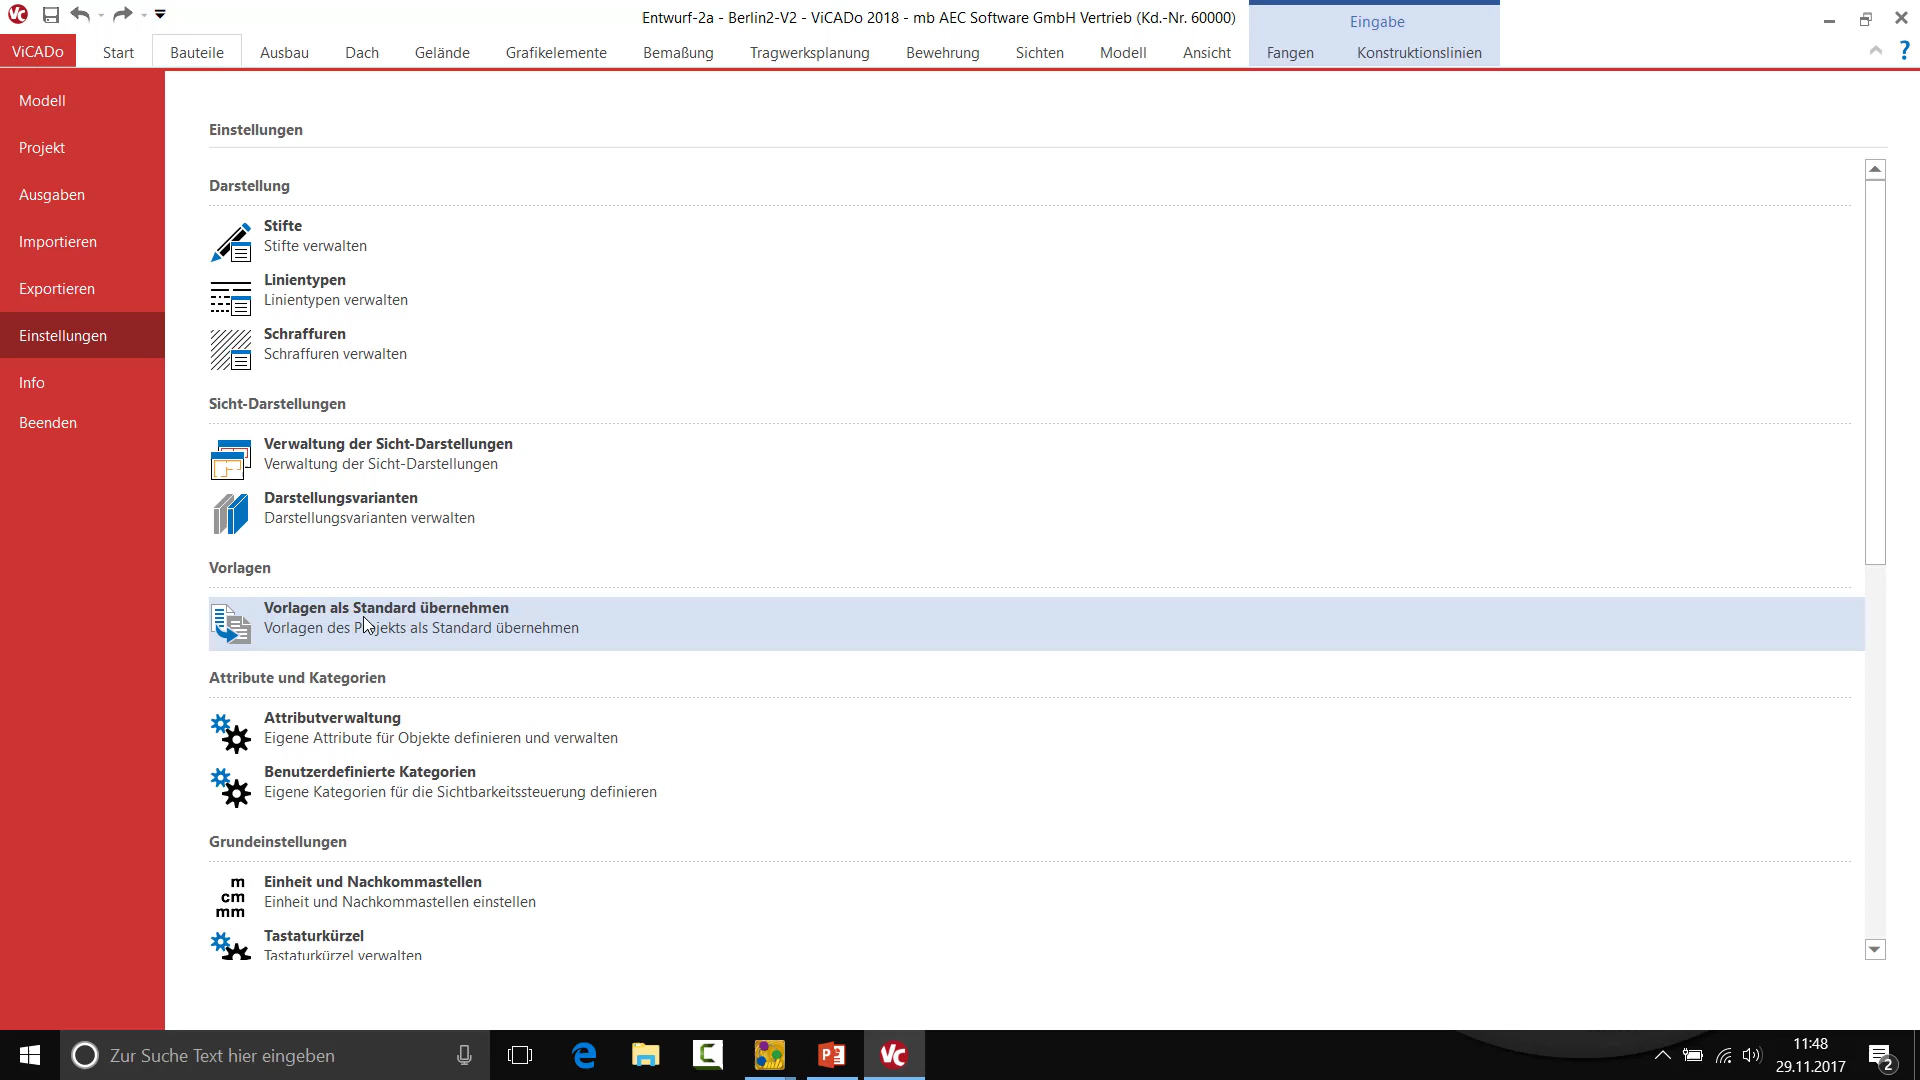 Entwurf-2a - Berlin2-V2 - ViCADo 2018 - mb AEC Software GmbH Vertrieb (Kd.-Nr. 60000)
Eingabe
ViCADo Start Bauteile Ausbau Dach Gelände Grafikelemente Bemaßung Tragwerksplanung Bewehrung Sichten Modell Ansicht Fangen Konstruktionslinien ?
Modell
Projekt
Ausgaben
Importieren
Exportieren
Einstellungen
Info
Beenden
Einstellungen
Darstellung
Stifte
Stifte verwalten
Linientypen
Linientypen verwalten
Schraffuren
Schraffuren verwalten
Sicht-Darstellungen
Verwaltung der Sicht-Darstellungen
Verwaltung der Sicht-Darstellungen
Darstellungsvarianten
Darstellungsvarianten verwalten
Vorlagen
Vorlagen als Standard übernehmen
Vorlagen des Projekts als Standard übernehmen
Attribute und Kategorien
Attributverwaltung
Eigene Attribute für Objekte definieren und verwalten
Benutzerdefinierte Kategorien
Eigene Kategorien für die Sichtbarkeitssteuerung definieren
Grundeinstellungen
m
cm
mm
Einheit und Nachkommastellen
Einheit und Nachkommastellen einstellen
Tastaturkürzel
Tastaturkürzel verwalten
Zur Suche Text hier eingeben
11:48
29.11.2017
2